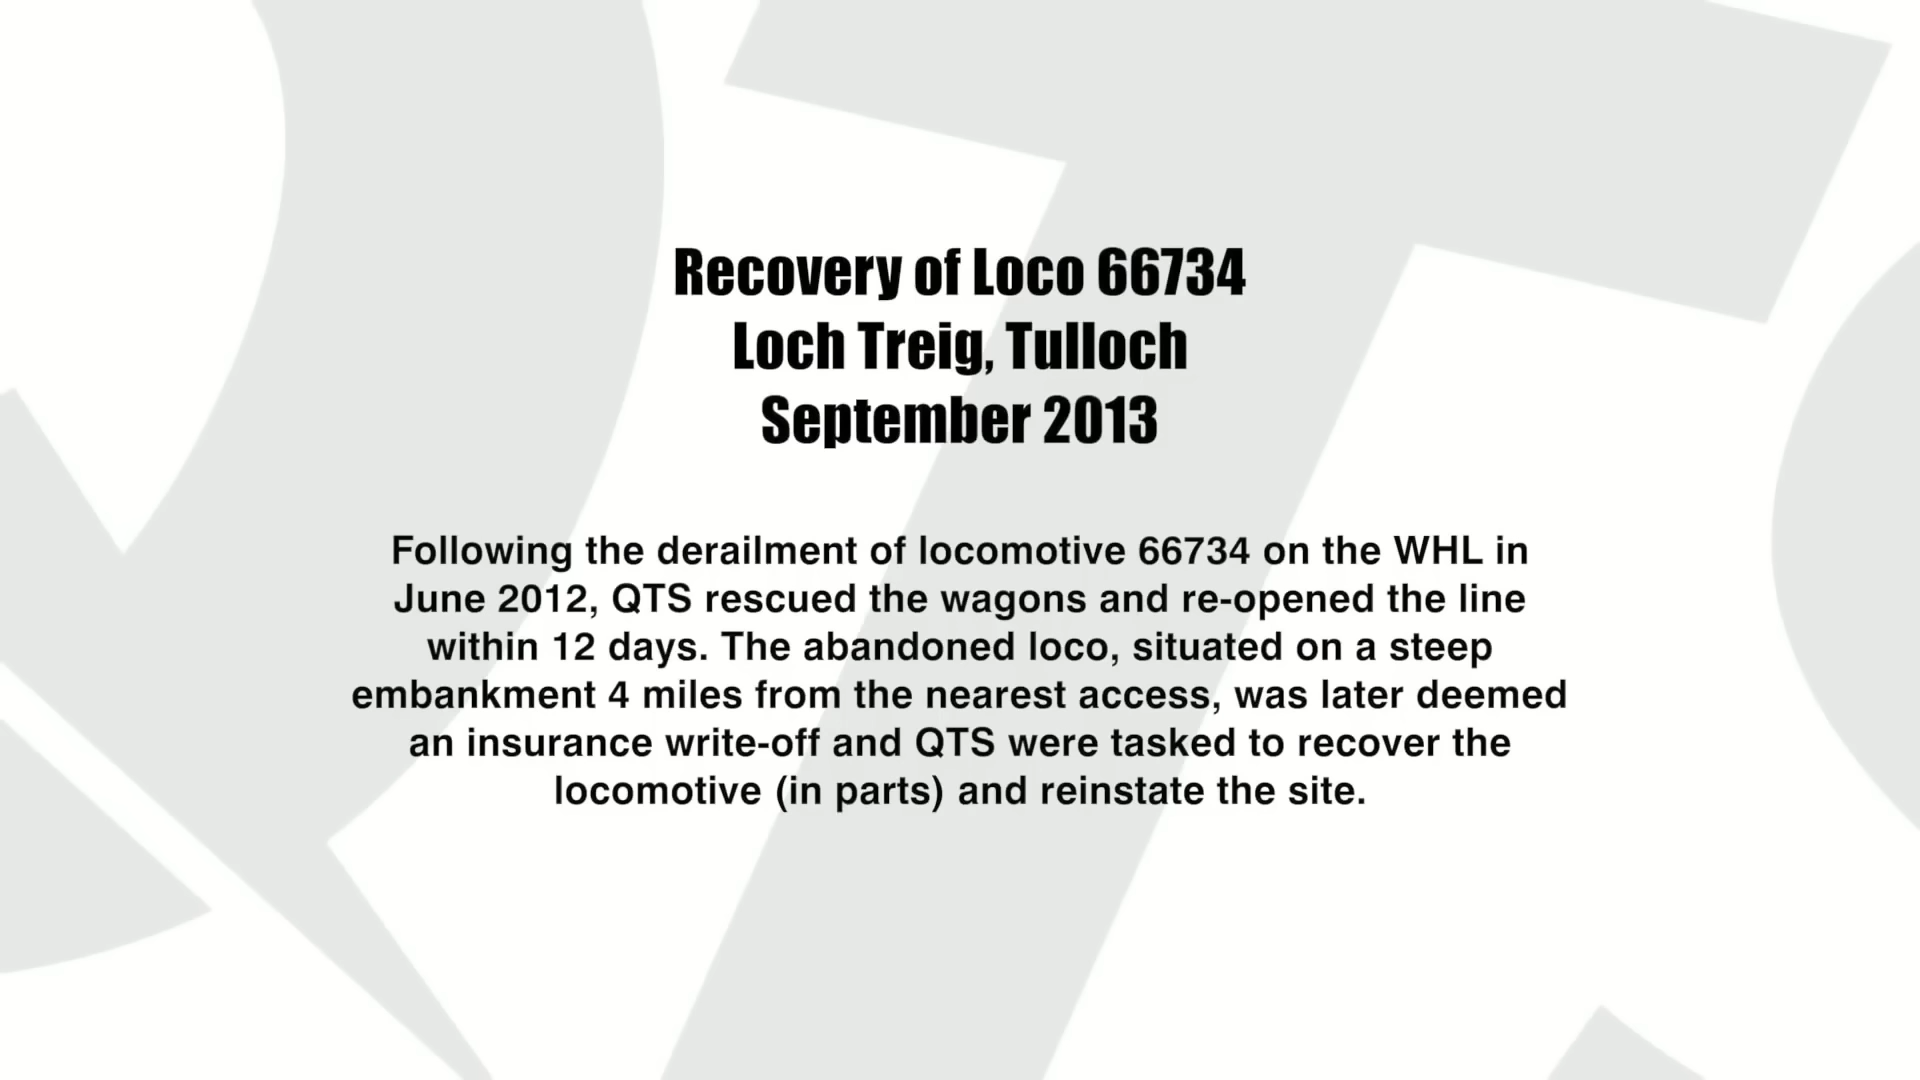 Recovery of Loco 66734
Loch Treig, Tulloch
September 2013
Following the derailment of locomotive 66734 on the WHL in
June 2012, QTS rescued the wagons and re-opened the line
within 12 days. The abandoned loco, situated on a steep
embankment 4 miles from the nearest access, was later deemed
an insurance write-off and QTS were tasked to recover the
locomotive (in parts) and reinstate the site.